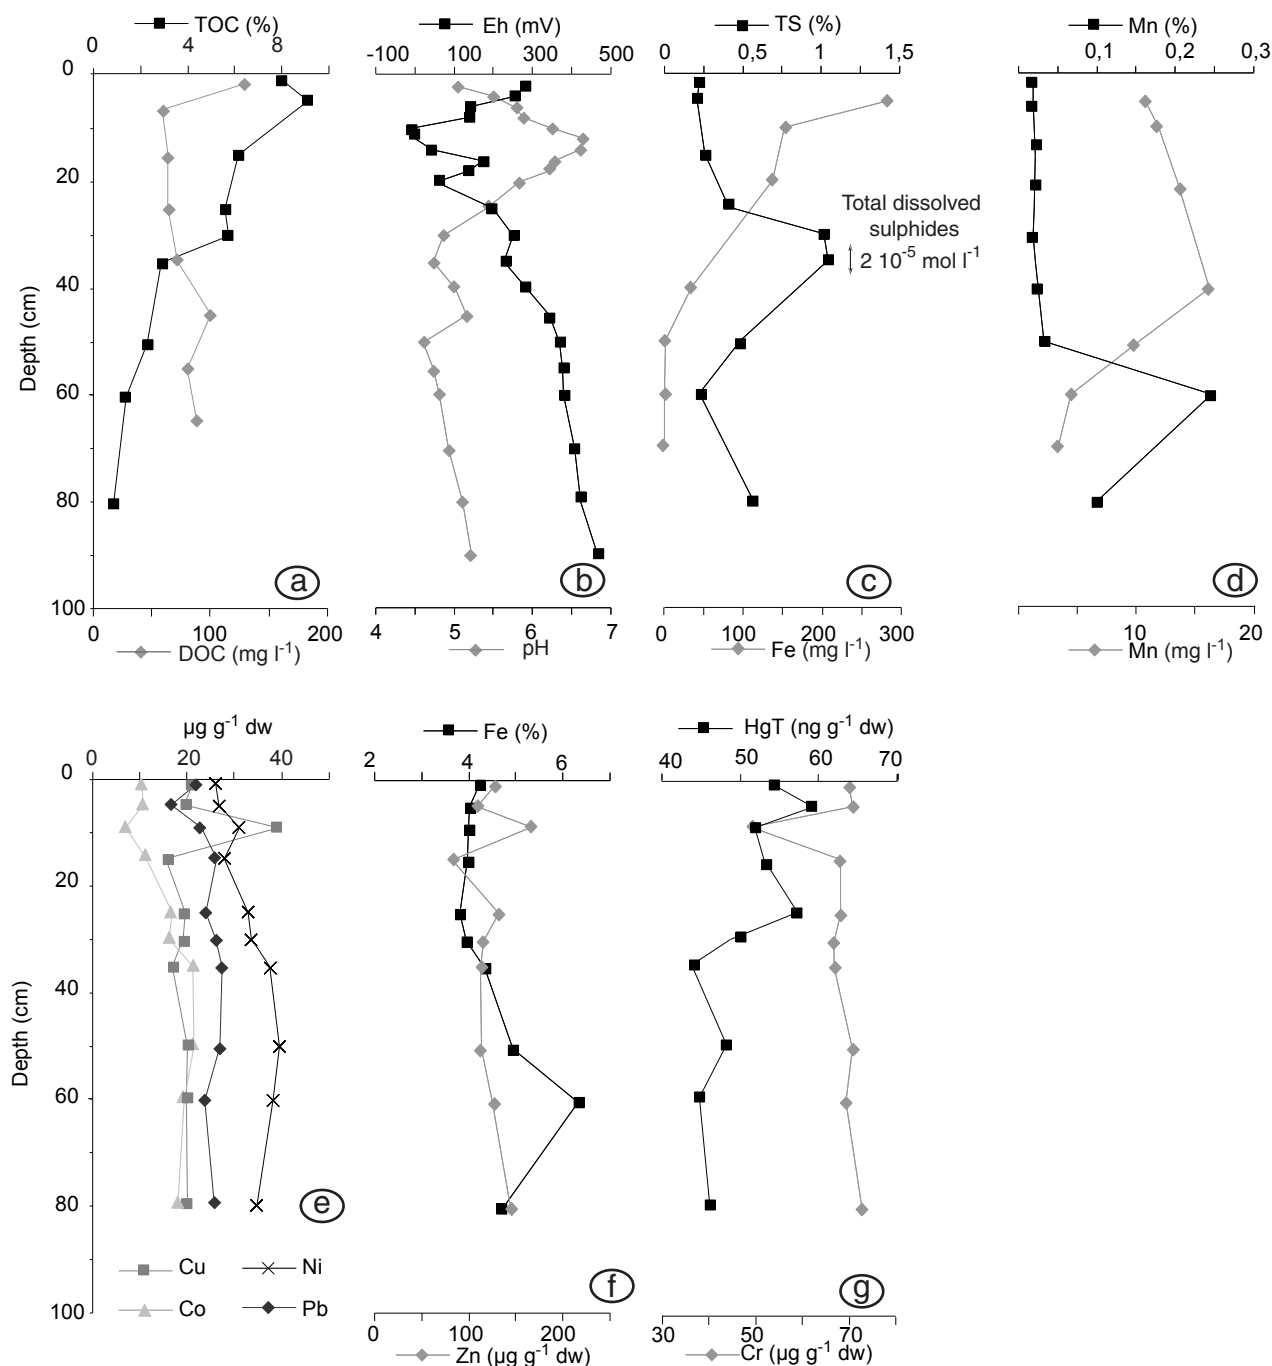 TOC (%)
Eh (mV)
TS (%)
Mn (%)
0 4 8
-100 100 300 500
0 0,5 1 1,5
0,1 0,2 0,3
0
20
40
60
80
100
Depth (cm)
Total dissolved
sulphides
2 10⁻⁵ mol l⁻¹
a
b
c
d
0 100 200
4 5 6 7
0 100 200 300
10 20
DOC (mg l⁻¹)
pH
Fe (mg l⁻¹)
Mn (mg l⁻¹)
µg g⁻¹ dw
Fe (%)
HgT (ng g⁻¹ dw)
0 20 40
2 4 6
40 50 60 70
0
20
40
60
80
100
Depth (cm)
e
Cu
Ni
Co
Pb
f
g
0 100 200
30 50 70
Zn (µg g⁻¹ dw)
Cr (µg g⁻¹ dw)